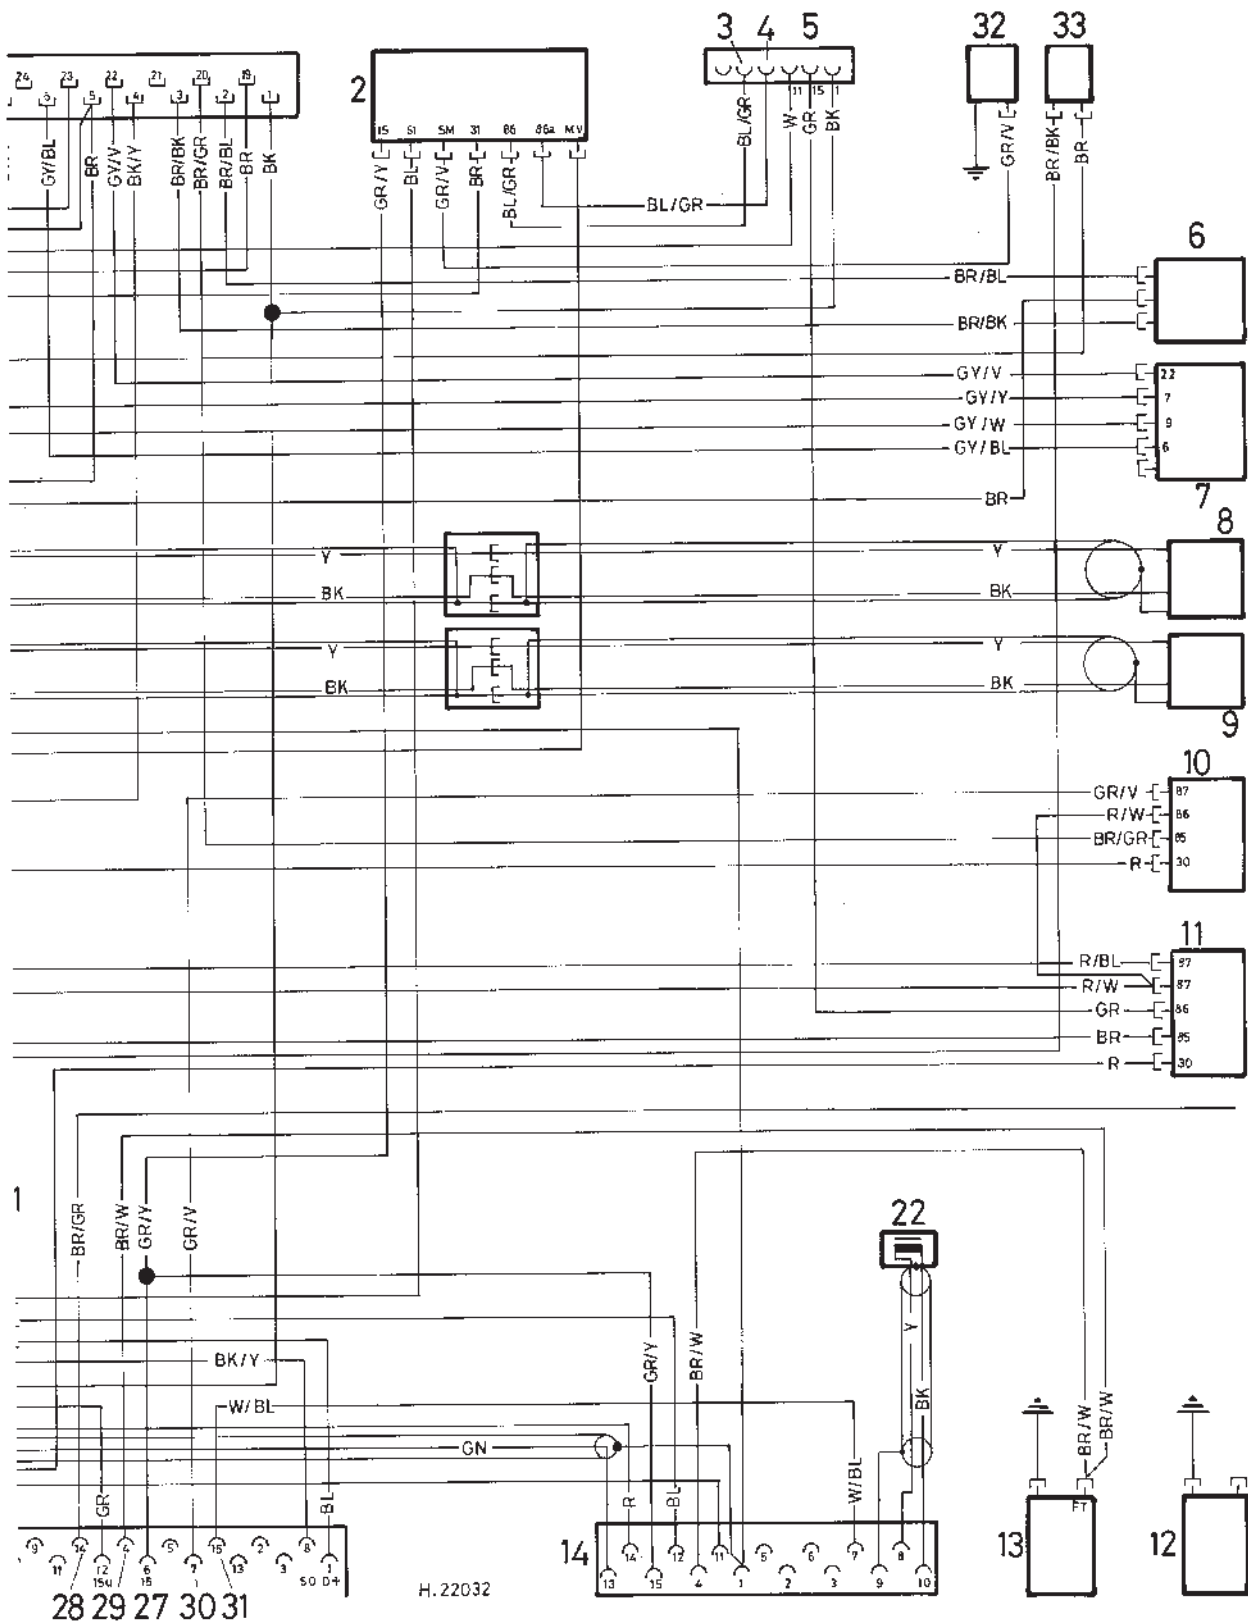 3 4 5 32 33
24 23 22 21 20 19
6 5 4 3 2 1
2
15 S1 SM 31 86 86a MV
11 15 1
GY/BL BR GY/V BK/Y BR/BK BR/GR BR/BL BR BK
GR/Y BL GR/V BR BL/GR
BL/GR W GR BK
GR/V BR/BK BR
BL/GR
6
BR/BL
BR/BK
GY/V 22
GY/Y 7
GY/W 9
GY/BL 6
7
BR
8
Y Y
BK BK
Y Y
BK BK
9
10
GR/V 87
R/W 86
BR/GR 85
R 30
11
R/BL 87
R/W 87
GR 86
BR 85
R 30
1
BR/GR BR/W GR/Y GR/V
22
Y
BK
GR/Y BR/W
BK/Y
W/BL
GN
GR BL R BL W/BL
BR/W BR/W
FT
9 14 4 5 15 2 8
11 12 6 7 13 3 1
15U 15 50 D+
14
14 12 11 5 6 7 8
13 15 4 1 2 3 9 10
13
12
28 29 27 30 31
H.22032